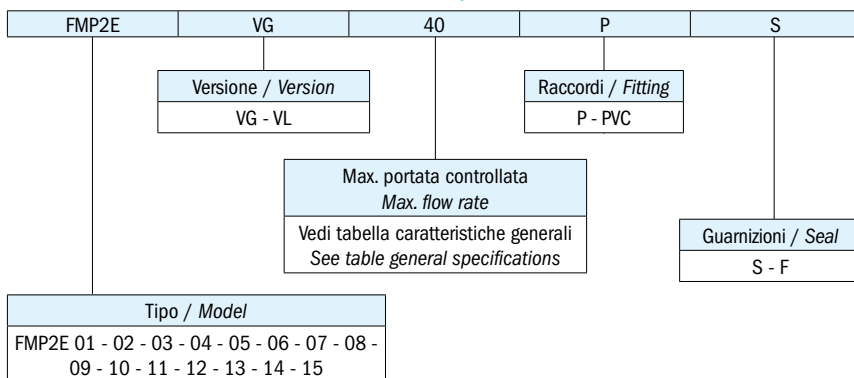 FMP2E VG 40 P S
Versione / Version
VG - VL
Raccordi / Fitting
P - PVC
Max. portata controllata
Max. flow rate
Vedi tabella caratteristiche generali
See table general specifications
Guarnizioni / Seal
S - F
Tipo / Model
FMP2E 01 - 02 - 03 - 04 - 05 - 06 - 07 - 08 -
09 - 10 - 11 - 12 - 13 - 14 - 15